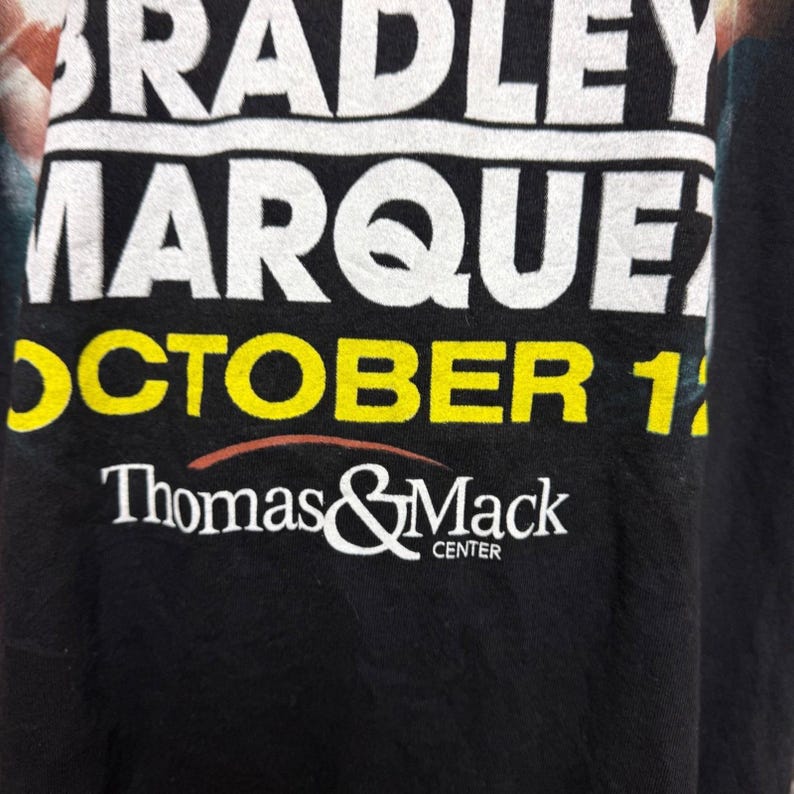 BRADLEY
MARQUEZ
OCTOBER 12
Thomas&Mack
CENTER